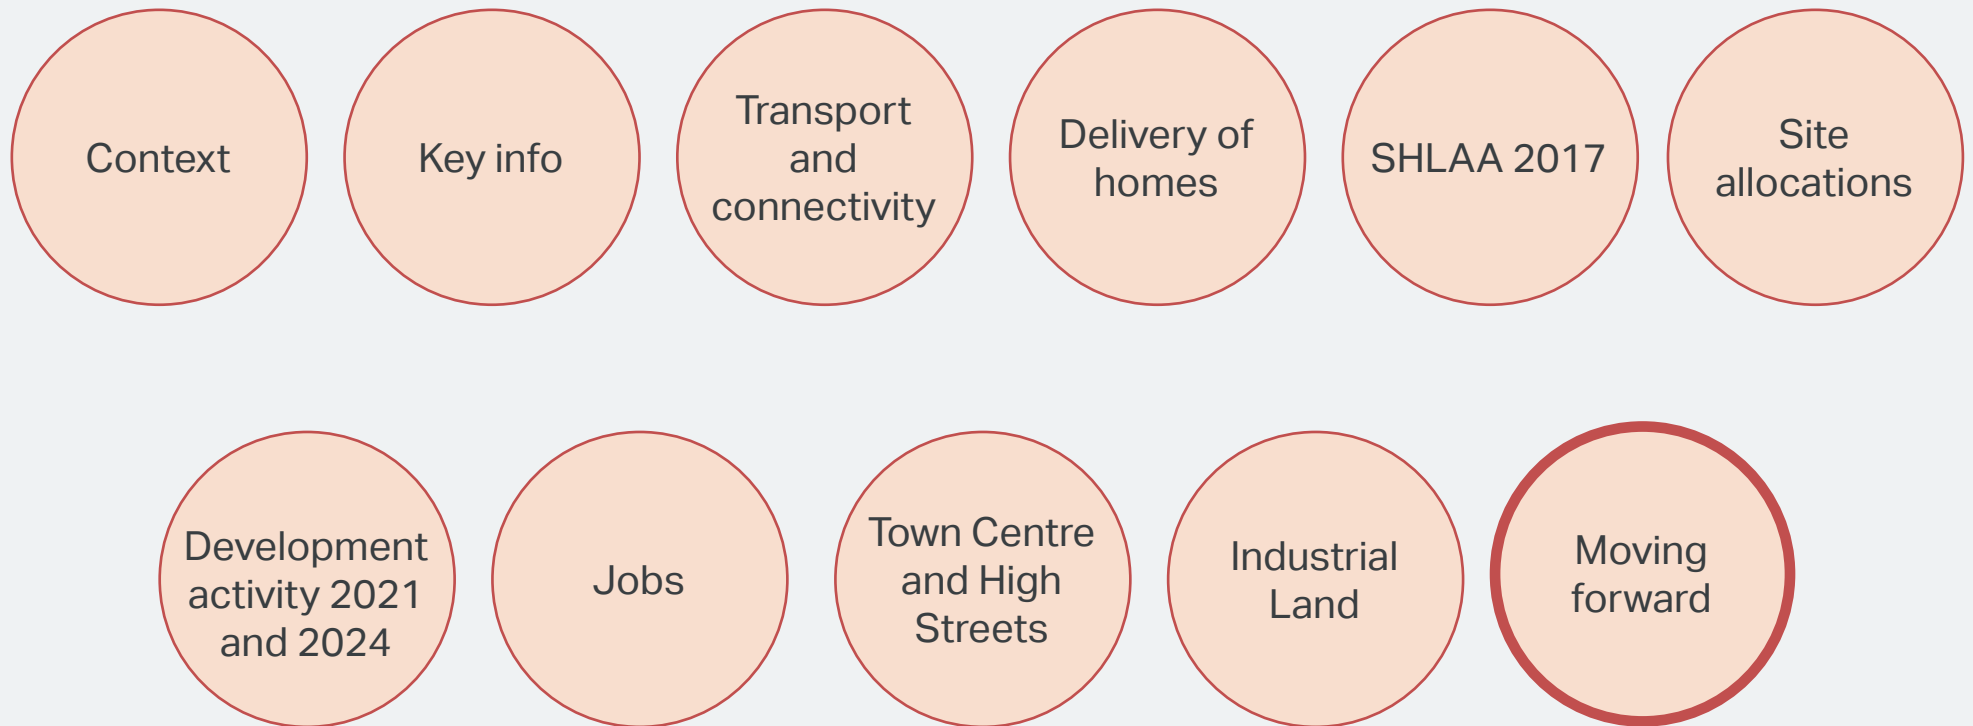 Context
Key info
Transport
and
connectivity
Delivery of
homes
SHLAA 2017
Site
allocations
Development
activity 2021
and 2024
Jobs
Town Centre
and High
Streets
Industrial
Land
Moving
forward